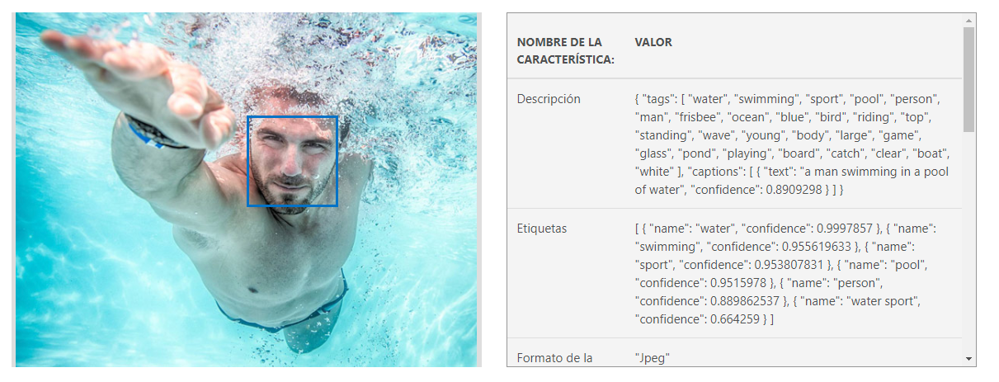 NOMBRE DE LA CARACTERÍSTICA: VALOR
Descripción
{ "tags": [ "water", "swimming", "sport", "pool", "person",
"man", "frisbee", "ocean", "blue", "bird", "riding", "top",
"standing", "wave", "young", "body", "large", "game",
"glass", "pond", "playing", "board", "catch", "clear", "boat",
"white" ], "captions": [ { "text": "a man swimming in a pool
of water", "confidence": 0.8909298 } ] }
Etiquetas
[ { "name": "water", "confidence": 0.9997857 }, { "name":
"swimming", "confidence": 0.955619633 }, { "name":
"sport", "confidence": 0.953807831 }, { "name": "pool",
"confidence": 0.9515978 }, { "name": "person",
"confidence": 0.889862537 }, { "name": "water sport",
"confidence": 0.664259 } ]
Formato de la
"Jpeg"